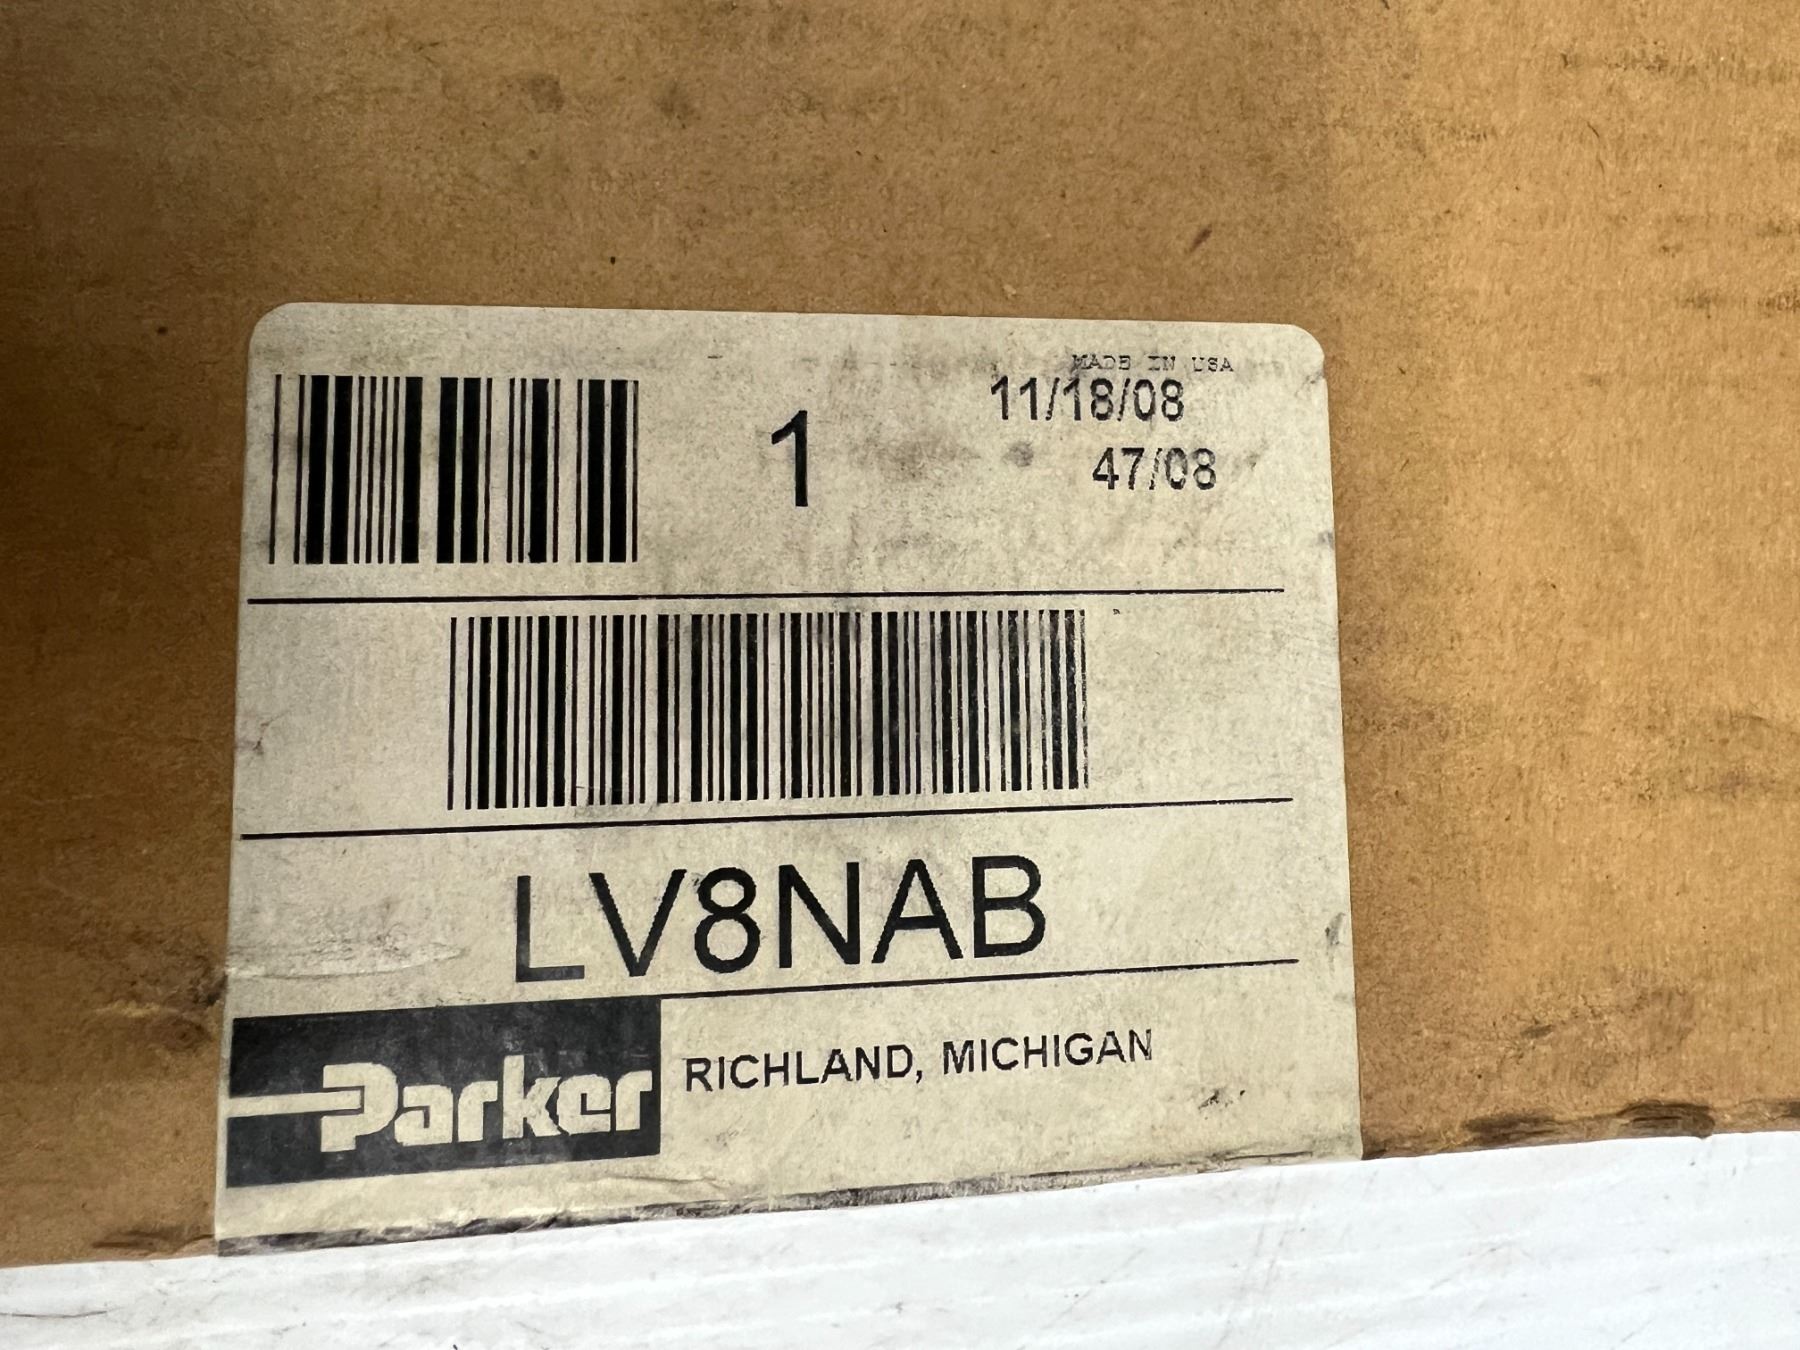 MADE IN USA
11/18/08
1
47/08
LV8NAB
Parker
RICHLAND, MICHIGAN